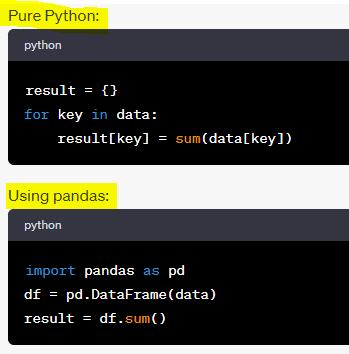 Pure Python:
python
result = {}
for key in data:
    result[key] = sum(data[key])
Using pandas:
python
import pandas as pd
df = pd.DataFrame(data)
result = df.sum()